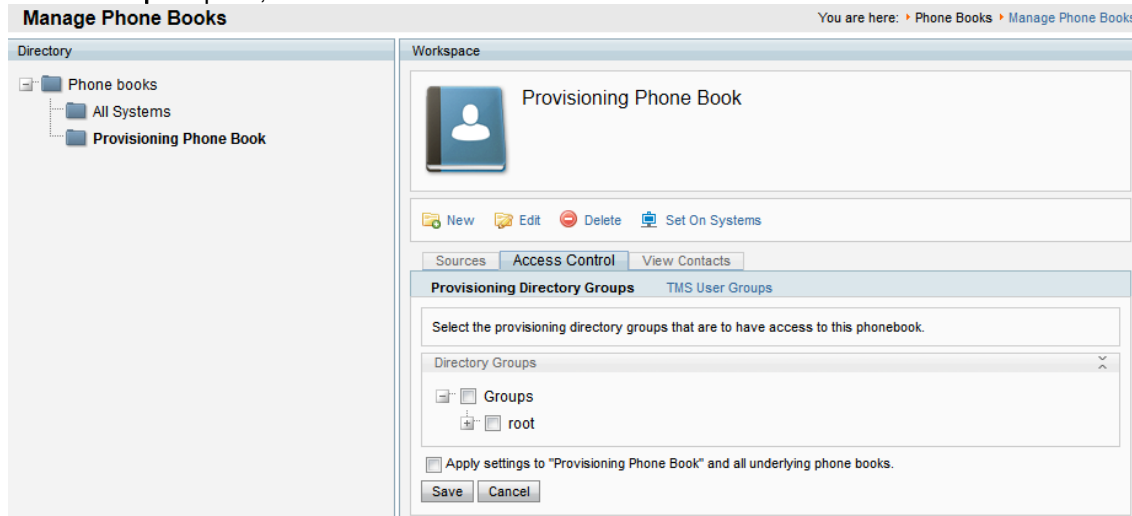 Manage Phone Books
You are here: Phone Books Manage Phone Books
Directory
Phone books
All Systems
Provisioning Phone Book
Workspace
Provisioning Phone Book
New Edit Delete Set On Systems
Sources Access Control View Contacts
Provisioning Directory Groups TMS User Groups
Select the provisioning directory groups that are to have access to this phonebook.
Directory Groups
Groups
root
Apply settings to "Provisioning Phone Book" and all underlying phone books.
Save Cancel